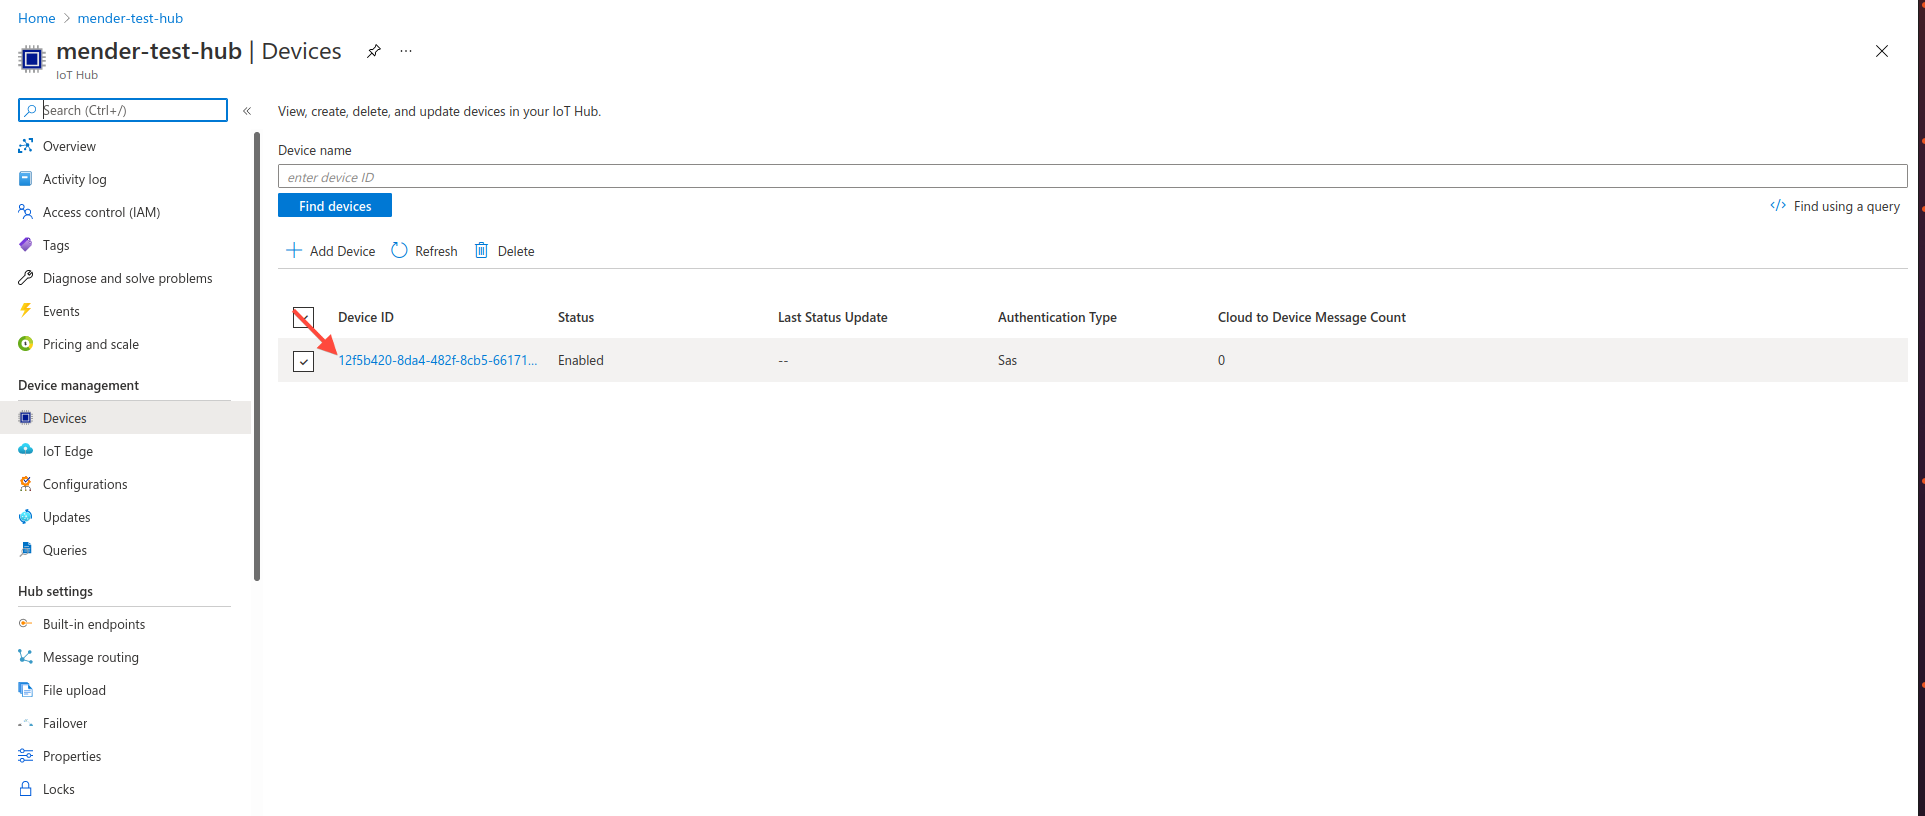 Home > mender-test-hub
mender-test-hub | Devices ···
IoT Hub
Search (Ctrl+/) «
Overview
Activity log
Access control (IAM)
Tags
Diagnose and solve problems
Events
Pricing and scale
Device management
Devices
IoT Edge
Configurations
Updates
Queries
Hub settings
Built-in endpoints
Message routing
File upload
Failover
Properties
Locks
View, create, delete, and update devices in your IoT Hub.
Device name
enter device ID
Find devices
</> Find using a query
Add Device Refresh Delete
Device ID Status Last Status Update Authentication Type Cloud to Device Message Count
12f5b420-8da4-482f-8cb5-66171... Enabled -- Sas 0